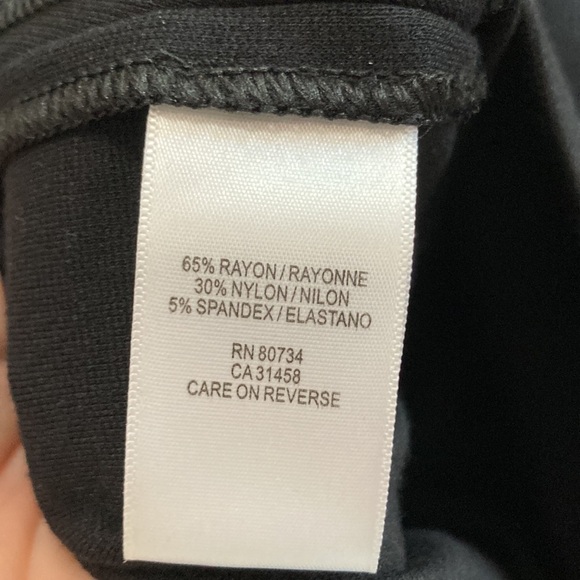 65% RAYON/RAYONNE
30% NYLON/NILON
5% SPANDEX/ELASTANO
RN 80734
CA 31458
CARE ON REVERSE